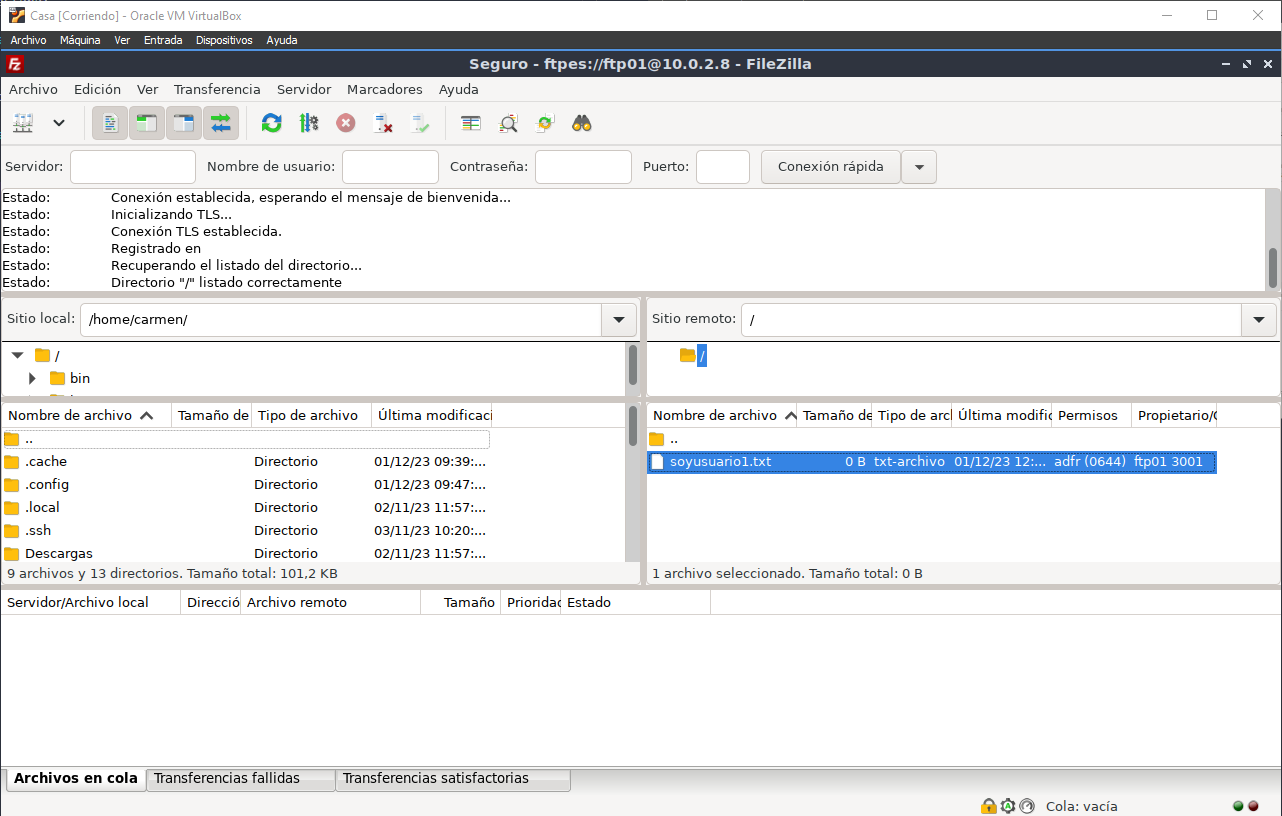 Casa [Corriendo] - Oracle VM VirtualBox
Archivo Máquina Ver Entrada Dispositivos Ayuda
Fz Seguro - ftpes://ftp01@10.0.2.8 - FileZilla
Archivo Edición Ver Transferencia Servidor Marcadores Ayuda
Servidor: Nombre de usuario: Contraseña: Puerto: Conexión rápida
Estado: Conexión establecida, esperando el mensaje de bienvenida...
Estado: Inicializando TLS...
Estado: Conexión TLS establecida.
Estado: Registrado en
Estado: Recuperando el listado del directorio...
Estado: Directorio "/" listado correctamente
Sitio local: /home/carmen/
/
bin
Nombre de archivo Tamaño de Tipo de archivo Última modificaci
..
.cache Directorio 01/12/23 09:39:...
.config Directorio 01/12/23 09:47:...
.local Directorio 02/11/23 11:57:...
.ssh Directorio 03/11/23 10:20:...
Descargas Directorio 02/11/23 11:57:...
9 archivos y 13 directorios. Tamaño total: 101,2 KB
Sitio remoto: /
/
Nombre de archivo Tamaño de Tipo de arcl Última modific Permisos Propietario/G
..
soyusuario1.txt 0 B txt-archivo 01/12/23 12:... adfr (0644) ftp01 3001
1 archivo seleccionado. Tamaño total: 0 B
Servidor/Archivo local Direcció Archivo remoto Tamaño Prioridad Estado
Archivos en cola Transferencias fallidas Transferencias satisfactorias
Cola: vacía